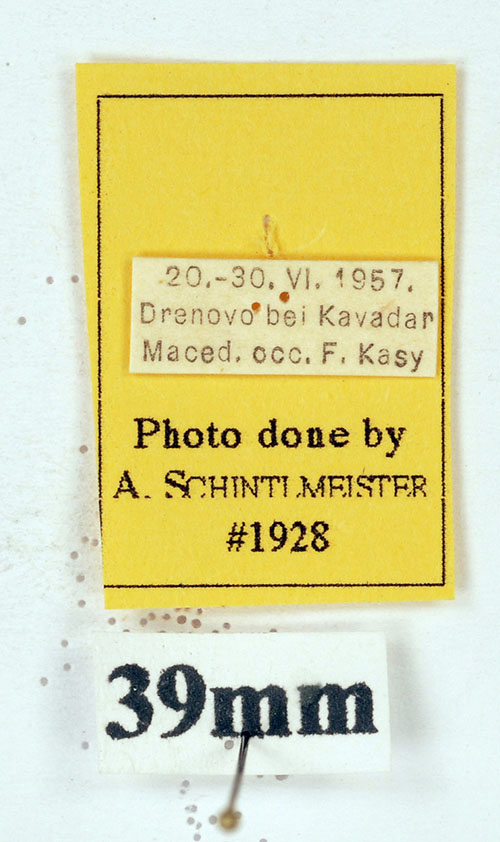 20.-30. VI. 1957.
Drenovo bei Kavadar
Maced. occ. F. Kasy
Photo done by
A. SCHINTLMEISTER
#1928
39mm